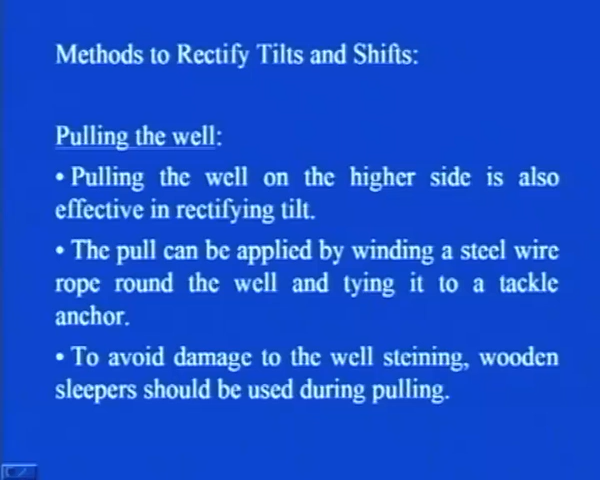 Methods to Rectify Tilts and Shifts:
Pulling the well:
• Pulling the well on the higher side is also
effective in rectifying tilt.
• The pull can be applied by winding a steel wire
rope round the well and tying it to a tackle
anchor.
• To avoid damage to the well steining, wooden
sleepers should be used during pulling.